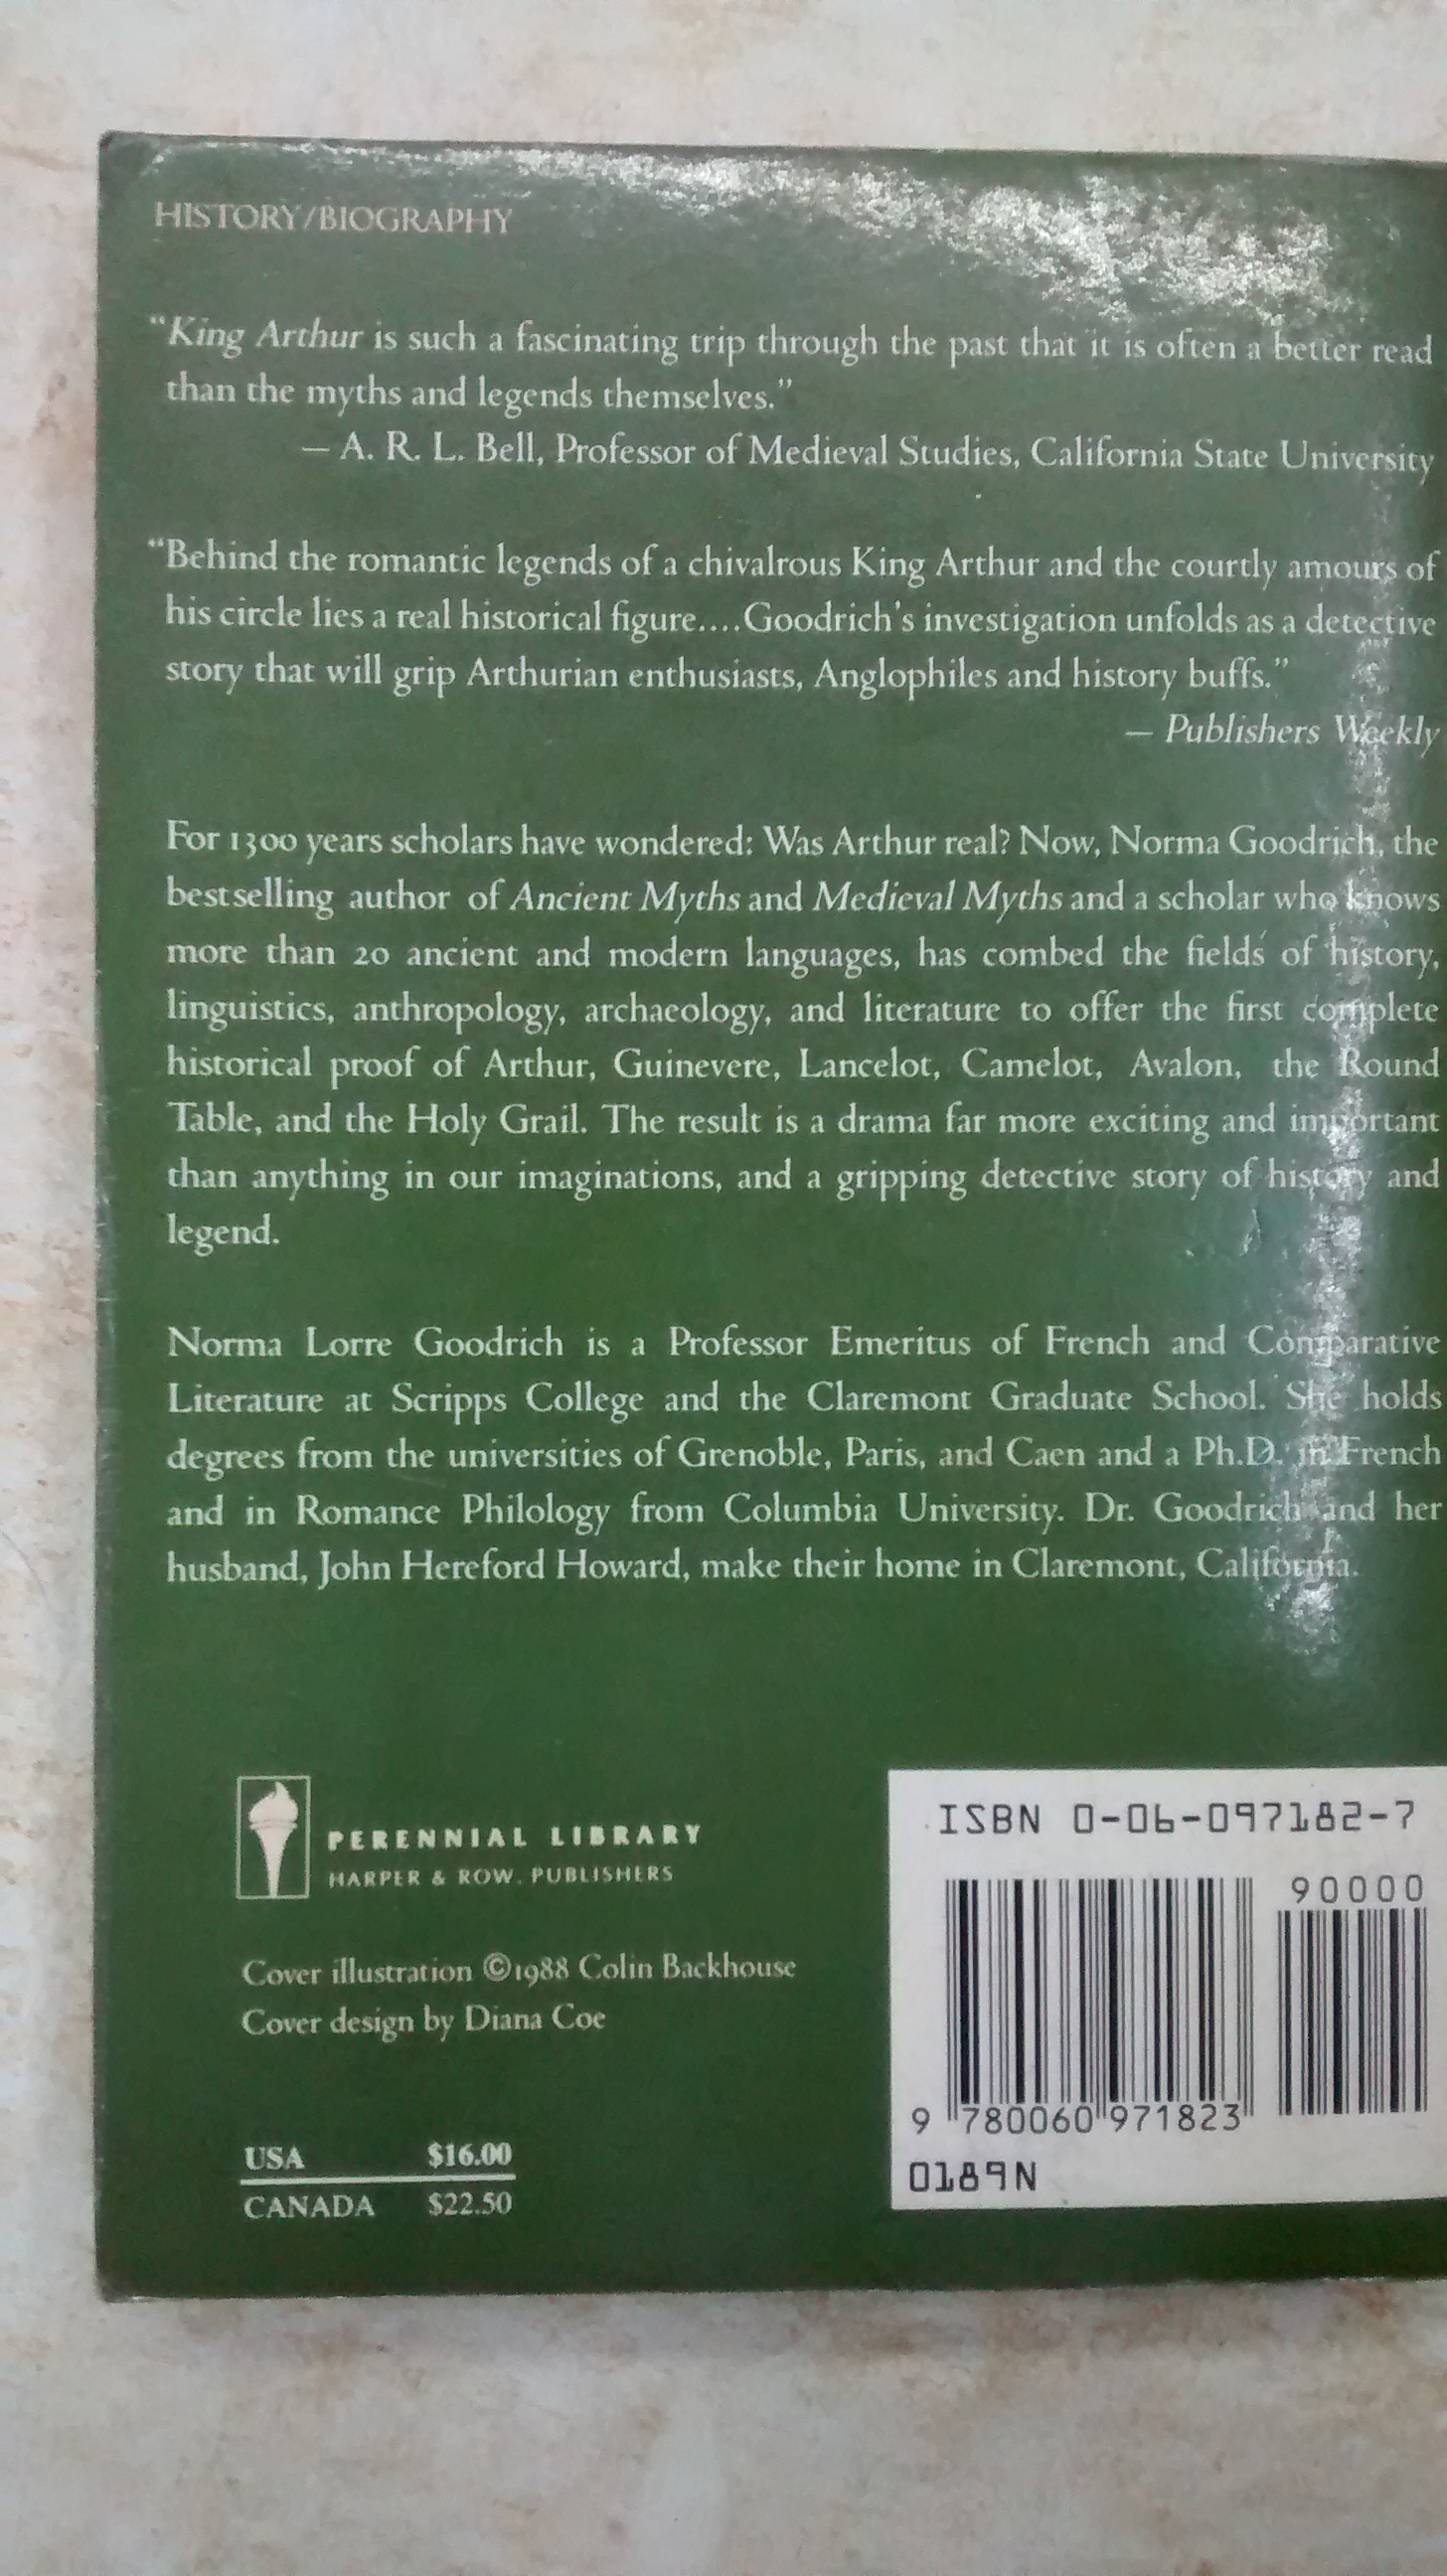 HISTORY/BIOGRAPHY
“King Arthur is such a fascinating trip through the past that it is often a better read
than the myths and legends themselves.”
— A. R. L. Bell, Professor of Medieval Studies, California State University
“Behind the romantic legends of a chivalrous King Arthur and the courtly amours of
his circle lies a real historical figure....Goodrich's investigation unfolds as a detective
story that will grip Arthurian enthusiasts, Anglophiles and history buffs.”
— Publishers Weekly
For 1300 years scholars have wondered: Was Arthur real? Now, Norma Goodrich, the
bestselling author of Ancient Myths and Medieval Myths and a scholar who knows
more than 20 ancient and modern languages, has combed the fields of history,
linguistics, anthropology, archaeology, and literature to offer the first complete
historical proof of Arthur, Guinevere, Lancelot, Camelot, Avalon, the Round
Table, and the Holy Grail. The result is a drama far more exciting and important
than anything in our imaginations, and a gripping detective story of history and
legend.
Norma Lorre Goodrich is a Professor Emeritus of French and Comparative
Literature at Scripps College and the Claremont Graduate School. She holds
degrees from the universities of Grenoble, Paris, and Caen and a Ph.D. in French
and in Romance Philology from Columbia University. Dr. Goodrich and her
husband, John Hereford Howard, make their home in Claremont, California.
PERENNIAL LIBRARY
HARPER & ROW, PUBLISHERS
Cover illustration ©1988 Colin Backhouse
Cover design by Diana Coe
USA $16.00
CANADA $22.50
ISBN 0-06-097182-7
90000
9 780060 971823
0189N